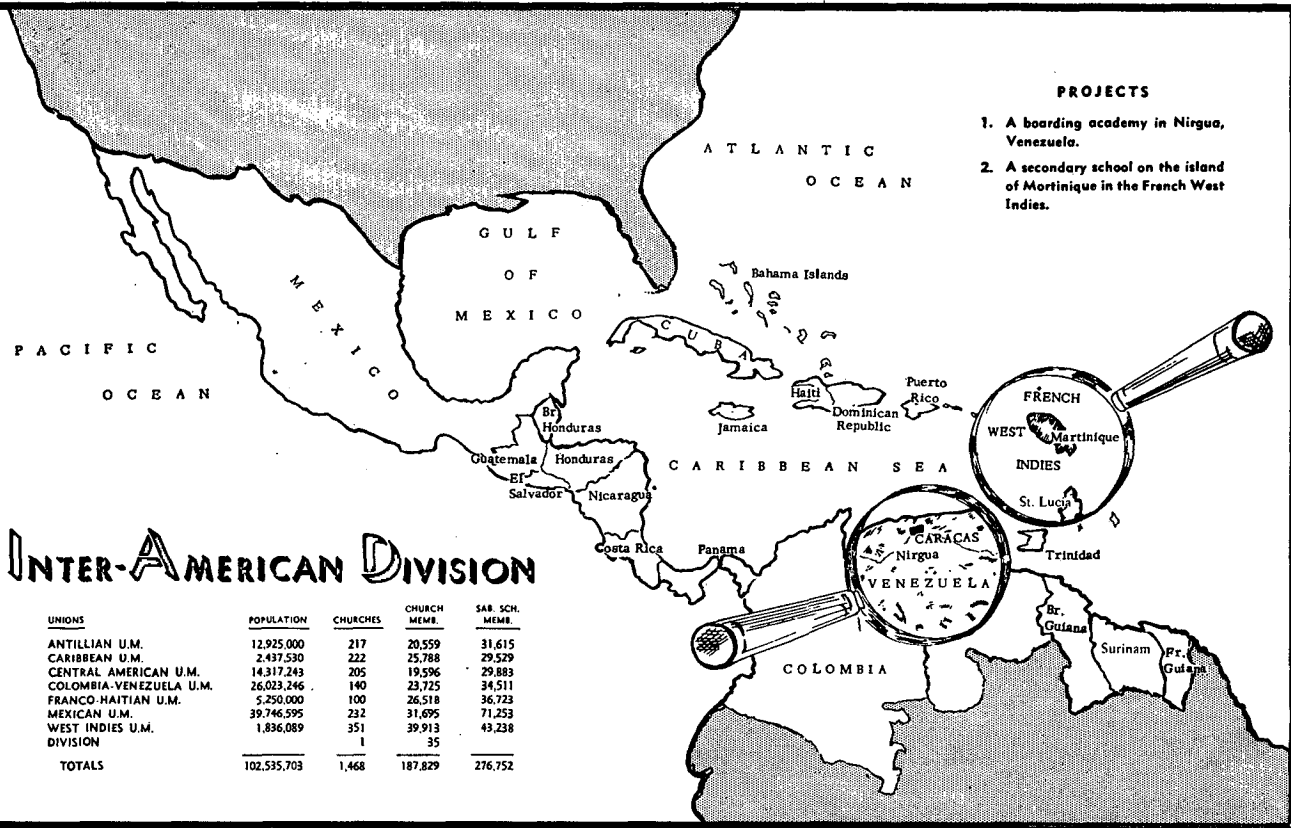 PROJECTS
1. A boarding academy in Nirgua,
Venezuela.
2. A secondary school on the island
of Mortinique in the French West
Indies.
ATLANTIC
OCEAN
GULF
OF
MEXICO
MEXICO
PACIFIC
OCEAN
Bahama Islands
CUBA
Haiti
Dominican
Republic
Puerto
Rico
Jamaica
FRENCH
WEST
Martinique
INDIES
St. Lucia
Br.
Honduras
Guatemala
Honduras
El
Salvador
Nicaragua
CARIBBEAN SEA
Costa Rica
Panama
CARACAS
Nirgua
VENEZUELA
Trinidad
COLOMBIA
Br.
Guiana
Surinam
Fr.
Guiana
INTER-AMERICAN DIVISION
UNIONS POPULATION CHURCHES CHURCH MEMB. SAB. SCH. MEMB.
ANTILLIAN U.M. 12,925,000 217 20,559 31,615
CARIBBEAN U.M. 2,437,530 222 25,788 29,529
CENTRAL AMERICAN U.M. 14,317,243 205 19,596 29,883
COLOMBIA-VENEZUELA U.M. 26,023,246 140 23,725 34,511
FRANCO-HAITIAN U.M. 5,250,000 100 26,518 36,723
MEXICAN U.M. 39,746,595 232 31,695 71,253
WEST INDIES U.M. 1,836,089 351 39,913 43,238
DIVISION 1 35
TOTALS 102,535,703 1,468 187,829 276,752